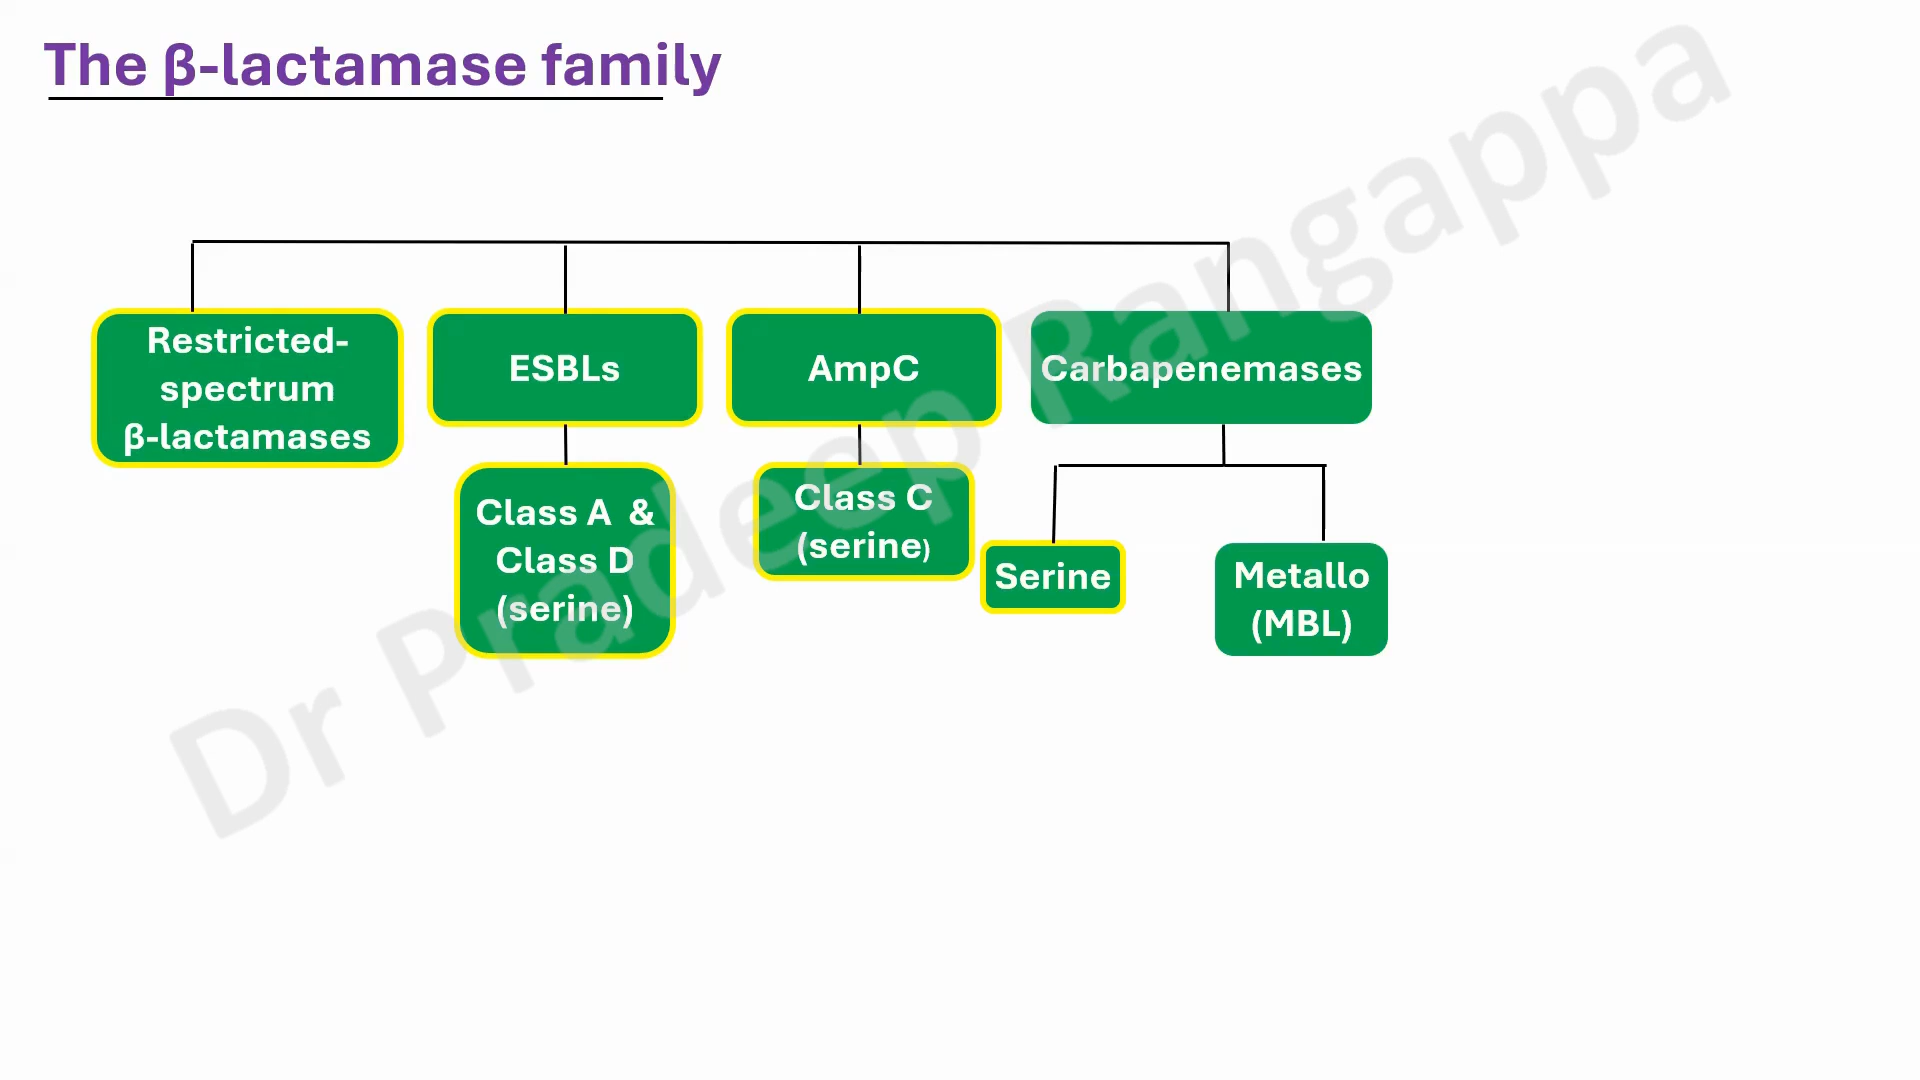 The β-lactamase family
Restricted-
spectrum
β-lactamases
ESBLs
AmpC
Carbapenemases
Class A & 
Class D
(serine)
Class C
(serine)
Serine
Metallo
(MBL)
Dr Pradeep Rangappa